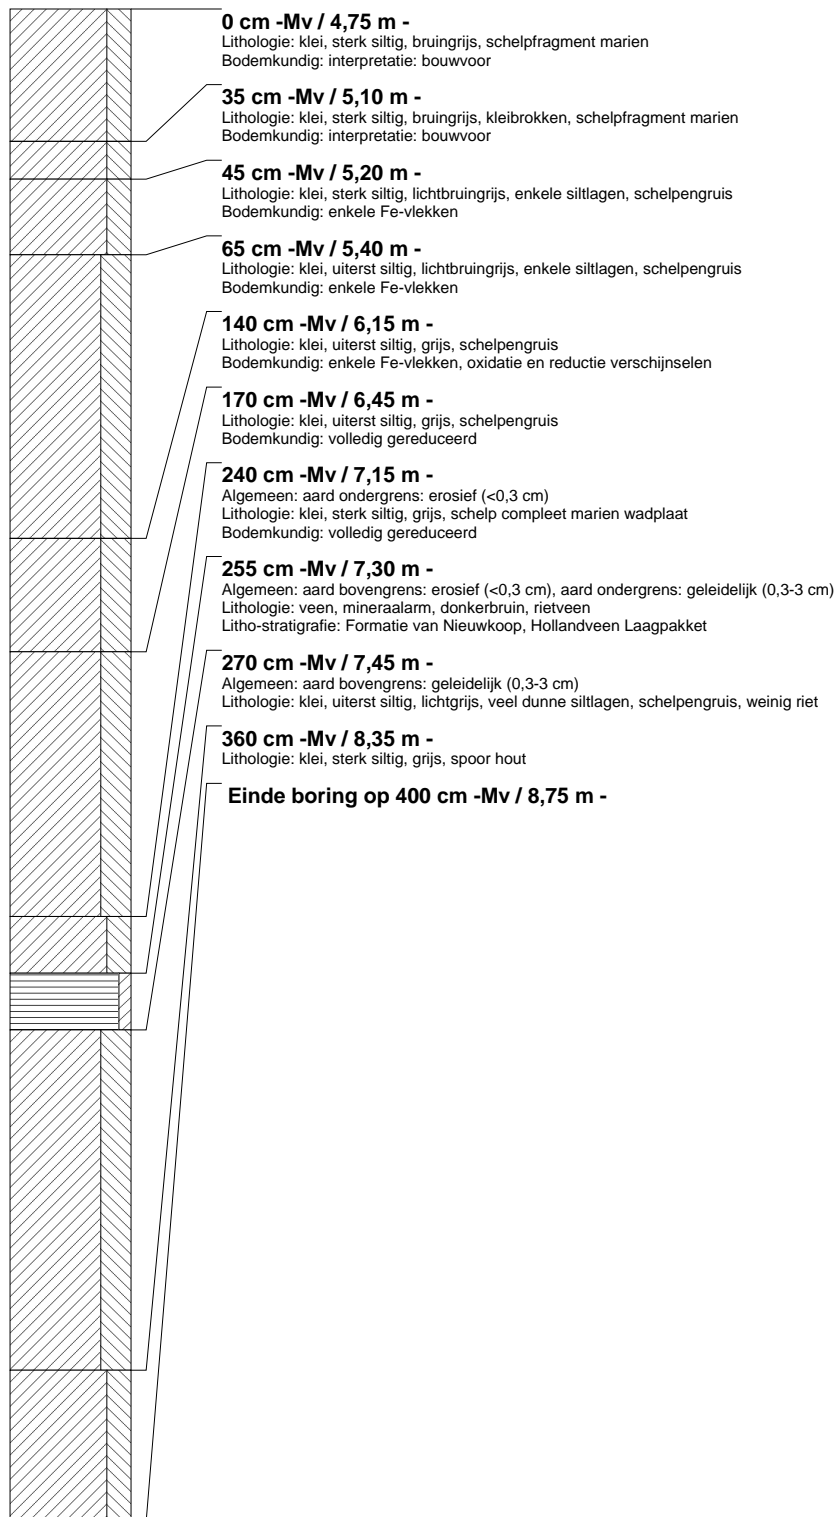 0 cm -Mv / 4,75 m -
Lithologie: klei, sterk siltig, bruingrijs, schelpfragment marien
Bodemkundig: interpretatie: bouwvoor
35 cm -Mv / 5,10 m -
Lithologie: klei, sterk siltig, bruingrijs, kleibrokken, schelpfragment marien
Bodemkundig: interpretatie: bouwvoor
45 cm -Mv / 5,20 m -
Lithologie: klei, sterk siltig, lichtbruingrijs, enkele siltlagen, schelpengruis
Bodemkundig: enkele Fe-vlekken
65 cm -Mv / 5,40 m -
Lithologie: klei, uiterst siltig, lichtbruingrijs, enkele siltlagen, schelpengruis
Bodemkundig: enkele Fe-vlekken
140 cm -Mv / 6,15 m -
Lithologie: klei, uiterst siltig, grijs, schelpengruis
Bodemkundig: enkele Fe-vlekken, oxidatie en reductie verschijnselen
170 cm -Mv / 6,45 m -
Lithologie: klei, uiterst siltig, grijs, schelpengruis
Bodemkundig: volledig gereduceerd
240 cm -Mv / 7,15 m -
Algemeen: aard ondergrens: erosief (<0,3 cm)
Lithologie: klei, sterk siltig, grijs, schelp compleet marien wadplaat
Bodemkundig: volledig gereduceerd
255 cm -Mv / 7,30 m -
Algemeen: aard bovengrens: erosief (<0,3 cm), aard ondergrens: geleidelijk (0,3-3 cm)
Lithologie: veen, mineraalarm, donkerbruin, rietveen
Litho-stratigrafie: Formatie van Nieuwkoop, Hollandveen Laagpakket
270 cm -Mv / 7,45 m -
Algemeen: aard bovengrens: geleidelijk (0,3-3 cm)
Lithologie: klei, uiterst siltig, lichtgrijs, veel dunne siltlagen, schelpengruis, weinig riet
360 cm -Mv / 8,35 m -
Lithologie: klei, sterk siltig, grijs, spoor hout
Einde boring op 400 cm -Mv / 8,75 m -